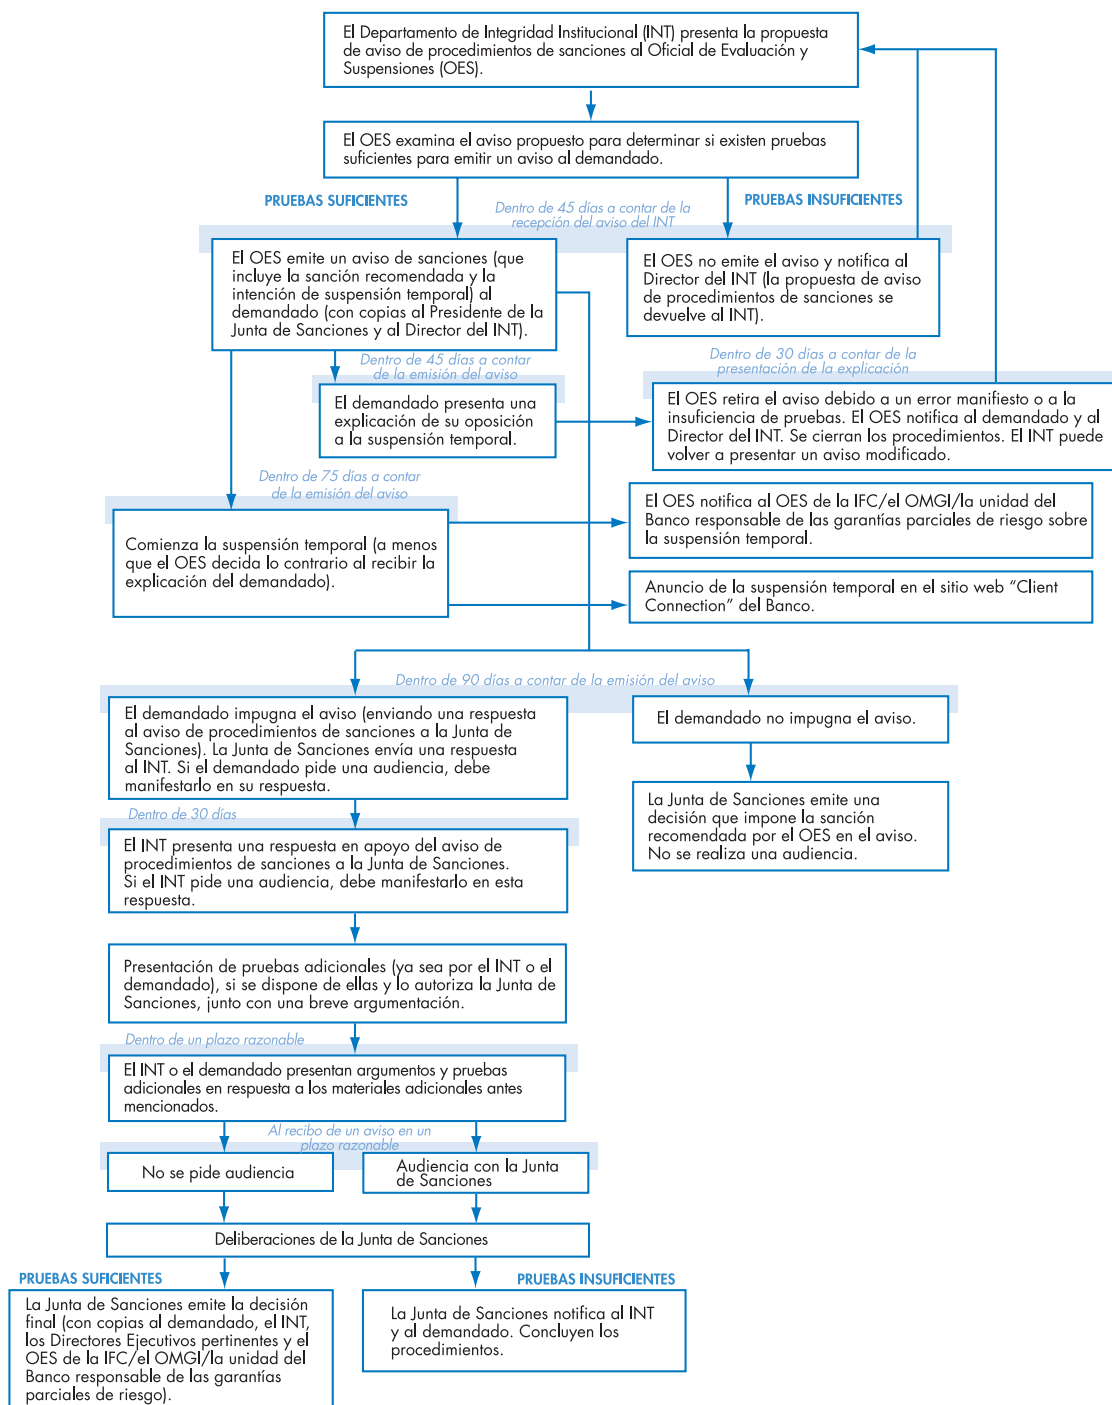 El Departamento de Integridad Institucional (INT) presenta la propuesta
de aviso de procedimientos de sanciones al Oficial de Evaluación y
Suspensiones (OES).
El OES examina el aviso propuesto para determinar si existen pruebas
suficientes para emitir un aviso al demandado.
PRUEBAS SUFICIENTES
PRUEBAS INSUFICIENTES
Dentro de 45 días a contar de la
recepción del aviso del INT
El OES emite un aviso de sanciones (que
incluye la sanción recomendada y la
intención de suspensión temporal) al
demandado (con copias al Presidente de la
Junta de Sanciones y al Director del INT).
El OES no emite el aviso y notifica al
Director del INT (la propuesta de aviso
de procedimientos de sanciones se
devuelve al INT).
Dentro de 45 días a contar
de la emisión del aviso
Dentro de 30 días a contar de la
presentación de la explicación
El demandado presenta una
explicación de su oposición
a la suspensión temporal.
El OES retira el aviso debido a un error manifiesto o a la
insuficiencia de pruebas. El OES notifica al demandado y al
Director del INT. Se cierran los procedimientos. El INT puede
volver a presentar un aviso modificado.
Dentro de 75 días a contar
de la emisión del aviso
Comienza la suspensión temporal (a menos
que el OES decida lo contrario al recibir la
explicación del demandado).
El OES notifica al OES de la IFC/el OMGI/la unidad del
Banco responsable de las garantías parciales de riesgo sobre
la suspensión temporal.
Anuncio de la suspensión temporal en el sitio web “Client
Connection” del Banco.
Dentro de 90 días a contar de la emisión del aviso
El demandado impugna el aviso (enviando una respuesta
al aviso de procedimientos de sanciones a la Junta de
Sanciones). La Junta de Sanciones envía una respuesta
al INT. Si el demandado pide una audiencia, debe
manifestarlo en su respuesta.
El demandado no impugna el aviso.
La Junta de Sanciones emite una
decisión que impone la sanción
recomendada por el OES en el aviso.
No se realiza una audiencia.
Dentro de 30 días
El INT presenta una respuesta en apoyo del aviso de
procedimientos de sanciones a la Junta de Sanciones.
Si el INT pide una audiencia, debe manifestarlo en esta
respuesta.
Presentación de pruebas adicionales (ya sea por el INT o el
demandado), si se dispone de ellas y lo autoriza la Junta de
Sanciones, junto con una breve argumentación.
Dentro de un plazo razonable
El INT o el demandado presentan argumentos y pruebas
adicionales en respuesta a los materiales adicionales antes
mencionados.
Al recibo de un aviso en un
plazo razonable
No se pide audiencia
Audiencia con la Junta
de Sanciones
Deliberaciones de la Junta de Sanciones
PRUEBAS SUFICIENTES
PRUEBAS INSUFICIENTES
La Junta de Sanciones emite la decisión
final (con copias al demandado, el INT,
los Directores Ejecutivos pertinentes y el
OES de la IFC/el OMGI/la unidad del
Banco responsable de las garantías
parciales de riesgo).
La Junta de Sanciones notifica al INT
y al demandado. Concluyen los
procedimientos.